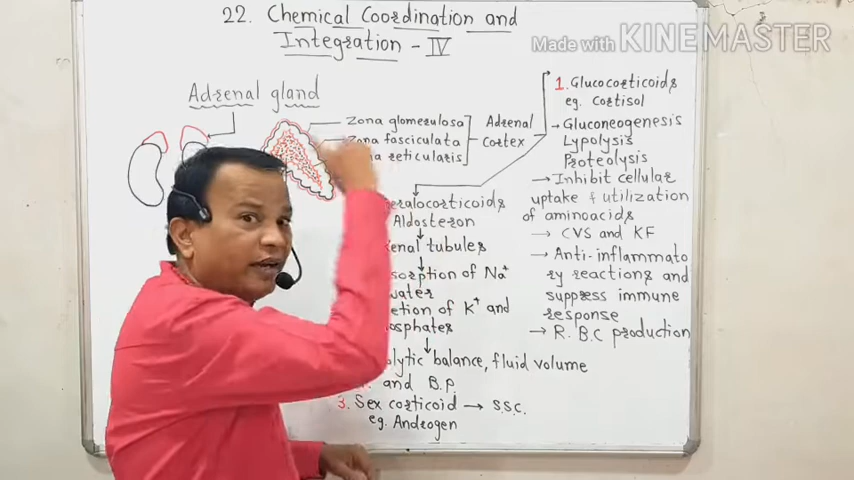 22. Chemical Coordination and
Integration - IV
Made with KINEMASTER
Adrenal gland
Zona glomerulosa
Zona fasciculata
reticularis
Adrenal
Cortex
1. Glucocorticoids
eg. Cortisol
→ Gluconeogenesis
Lypolysis
Proteolysis
→ Inhibit cellular
uptake & utilization
of aminoacids
→ CVS and KF
→ Anti-inflammato
ry reactions and
suppress immune
response
→ R.B.C production
Aldosteron
tubules
of Na⁺
water
of K⁺ and
balance, fluid volume
and B.P.
3. Sex corticoid → S.S.C.
eg. Androgen